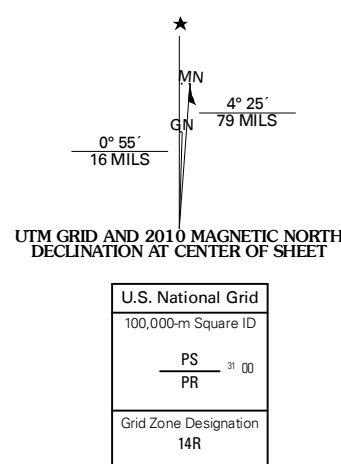 ★
MN
4° 25´
79 MILS
GN
0° 55´
16 MILS
UTM GRID AND 2010 MAGNETIC NORTH
DECLINATION AT CENTER OF SHEET
U.S. National Grid
100,000-m Square ID
PS
31 00
PR
Grid Zone Designation
14R